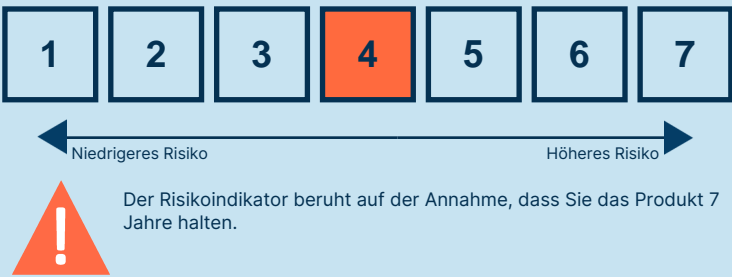 1 2 3 4 5 6 7
Niedrigeres Risiko Höheres Risiko
Der Risikoindikator beruht auf der Annahme, dass Sie das Produkt 7
Jahre halten.